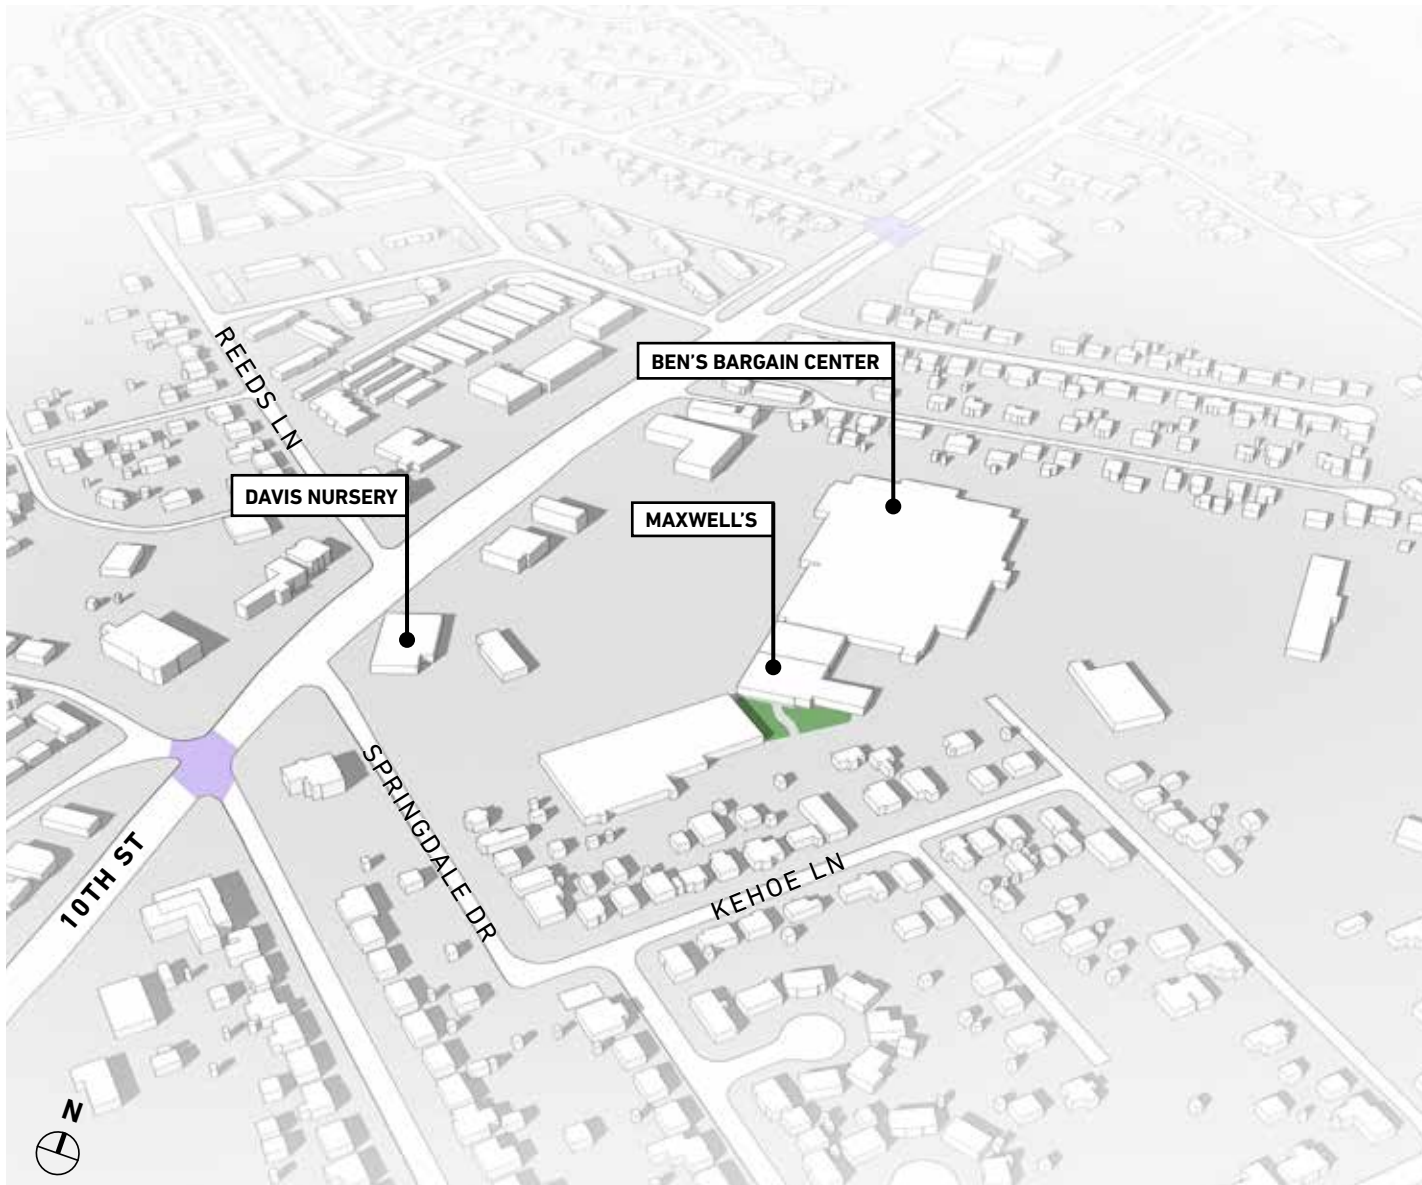 REEDS LN
BEN'S BARGAIN CENTER
DAVIS NURSERY
MAXWELL'S
SPRINGDALE DR
10TH ST
KEHOE LN
N